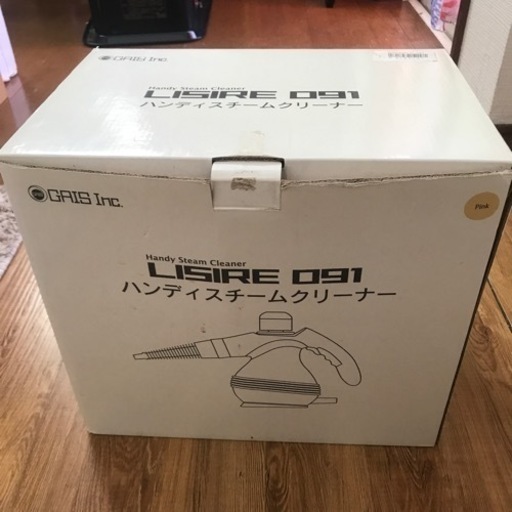 GAIS Inc.
Handy Steam Cleaner
LISIRE 091
ハンディスチームクリーナー
GAIS Inc.
Pink
Handy Steam Cleaner
LISIRE 091
ハンディスチームクリーナー